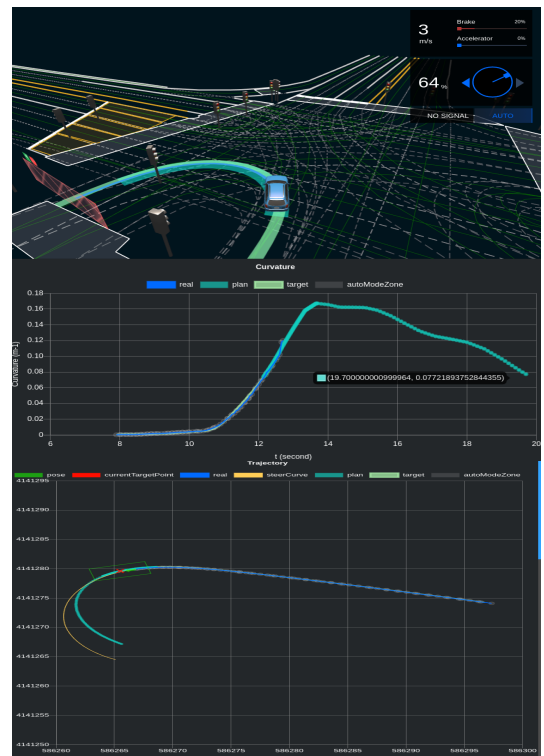 3
m/s
Brake 20%
Accelerator 0%
64 %
NO SIGNAL AUTO
Curvature
real plan target autoModeZone
Curvature (m-1)
0.18
0.16
0.14
0.12
0.10
0.08
0.06
0.04
0.02
0
(19.700000000999964, 0.07721893752844355)
6 8 10 12 14 16 18 20
t (second)
Trajectory
pose currentTargetPoint real steerCurve plan target autoModeZone
4141295
4141290
4141285
4141280
4141275
4141270
4141265
4141260
4141255
4141250
586260 586265 586270 586275 586280 586285 586290 586295 586300